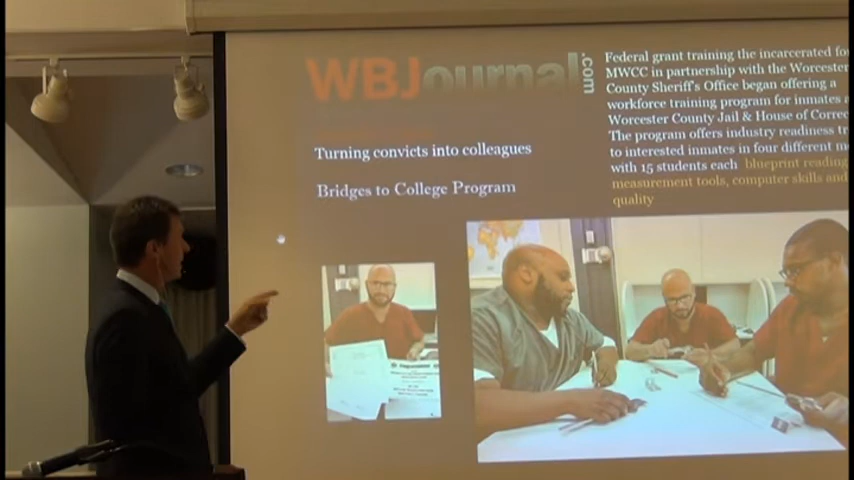 WBJournal.com
Turning convicts into colleagues
Bridges to College Program
Federal grant training the incarcerated for
MWCC in partnership with the Worcester
County Sheriff's Office began offering a
workforce training program for inmates
Worcester County Jail & House of Correc
The program offers industry readiness tr
to interested inmates in four different m
with 15 students each blueprint reading
measurement tools, computer skills and
quality